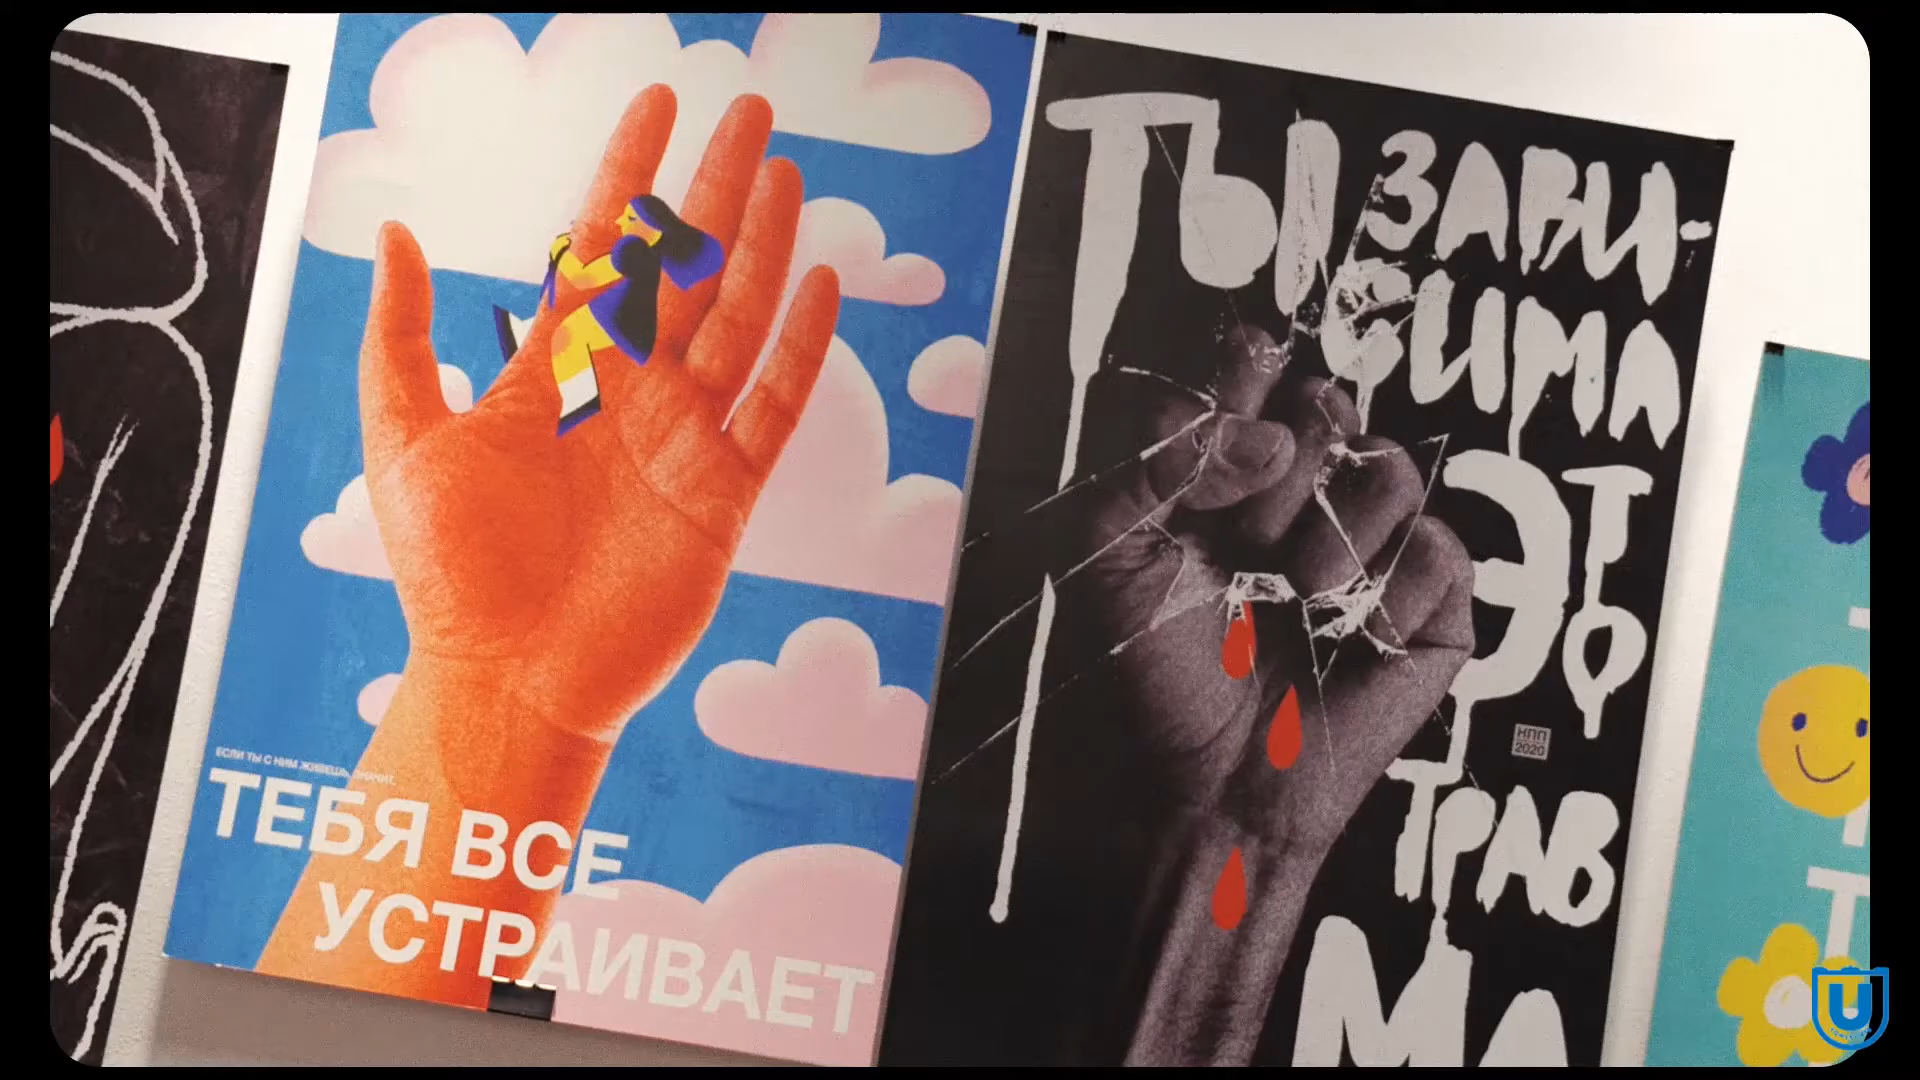 ЕСЛИ ТЫ С НИМ ЖИВЕШЬ, ЗНАЧИТ,
ТЕБЯ ВСЕ
УСТРАИВАЕТ
ТЫ ЗАВИ-
СИМА
ЭТО
ТРАВ
МА
НПП
2020